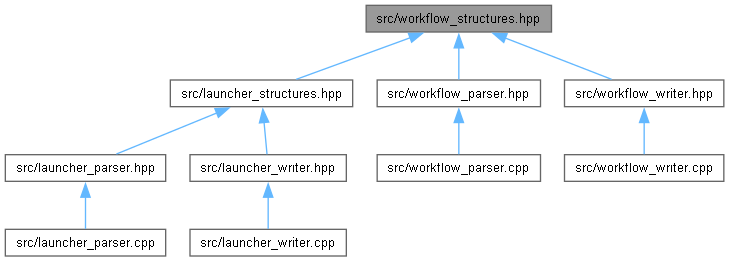 src/workflow_structures.hpp
src/launcher_structures.hpp
src/workflow_parser.hpp
src/workflow_writer.hpp
src/launcher_parser.hpp
src/launcher_writer.hpp
src/workflow_parser.cpp
src/workflow_writer.cpp
src/launcher_parser.cpp
src/launcher_writer.cpp